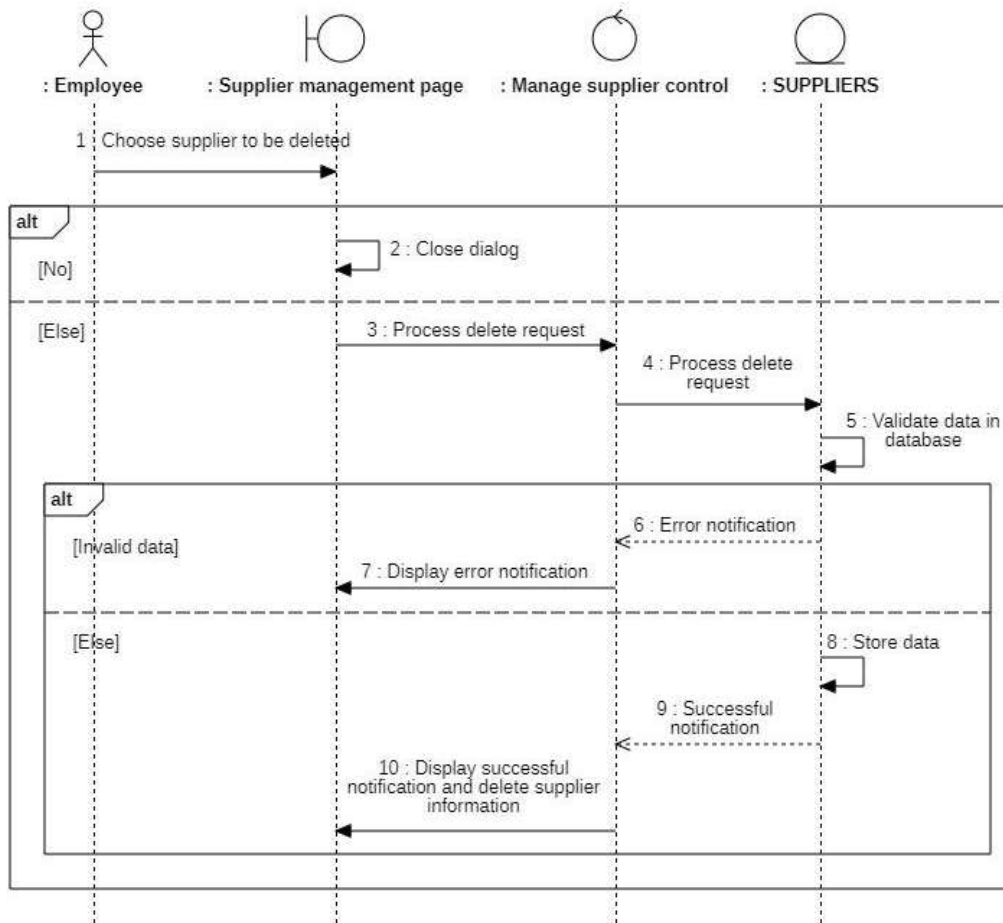 : Employee
: Supplier management page
: Manage supplier control
: SUPPLIERS
1 : Choose supplier to be deleted
alt
2 : Close dialog
[No]
[Else]
3 : Process delete request
4 : Process delete
request
5 : Validate data in
database
alt
6 : Error notification
[Invalid data]
7 : Display error notification
[Else]
8 : Store data
9 : Successful
notification
10 : Display successful
notification and delete supplier
information